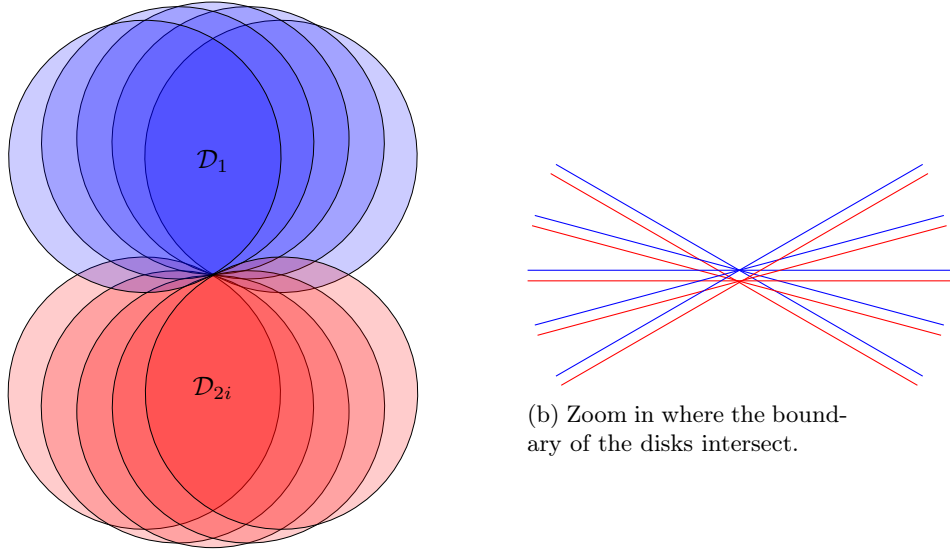 𝒟₁
𝒟₂ᵢ
(b) Zoom in where the bound-
ary of the disks intersect.